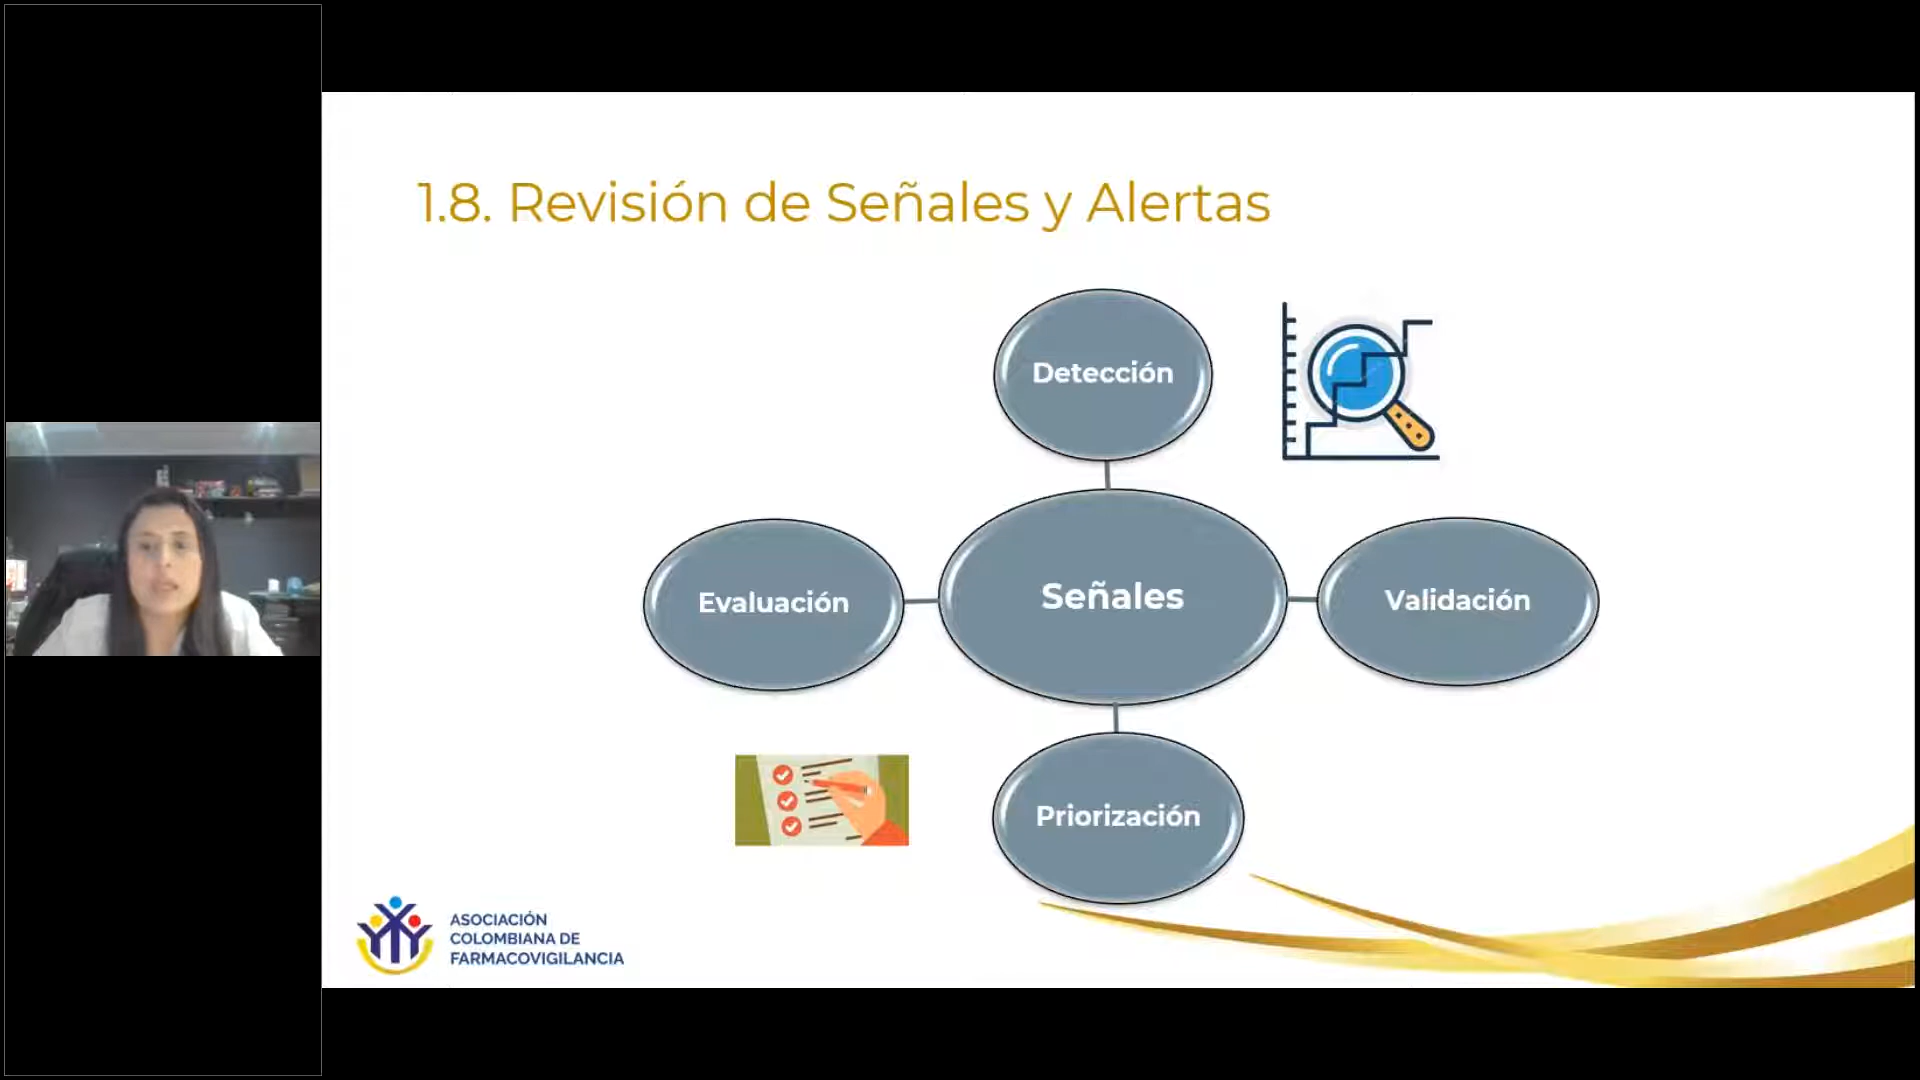 1.8. Revisión de Señales y Alertas
Detección
Evaluación
Señales
Validación
Priorización
ASOCIACIÓN
COLOMBIANA DE
FARMACOVIGILANCIA